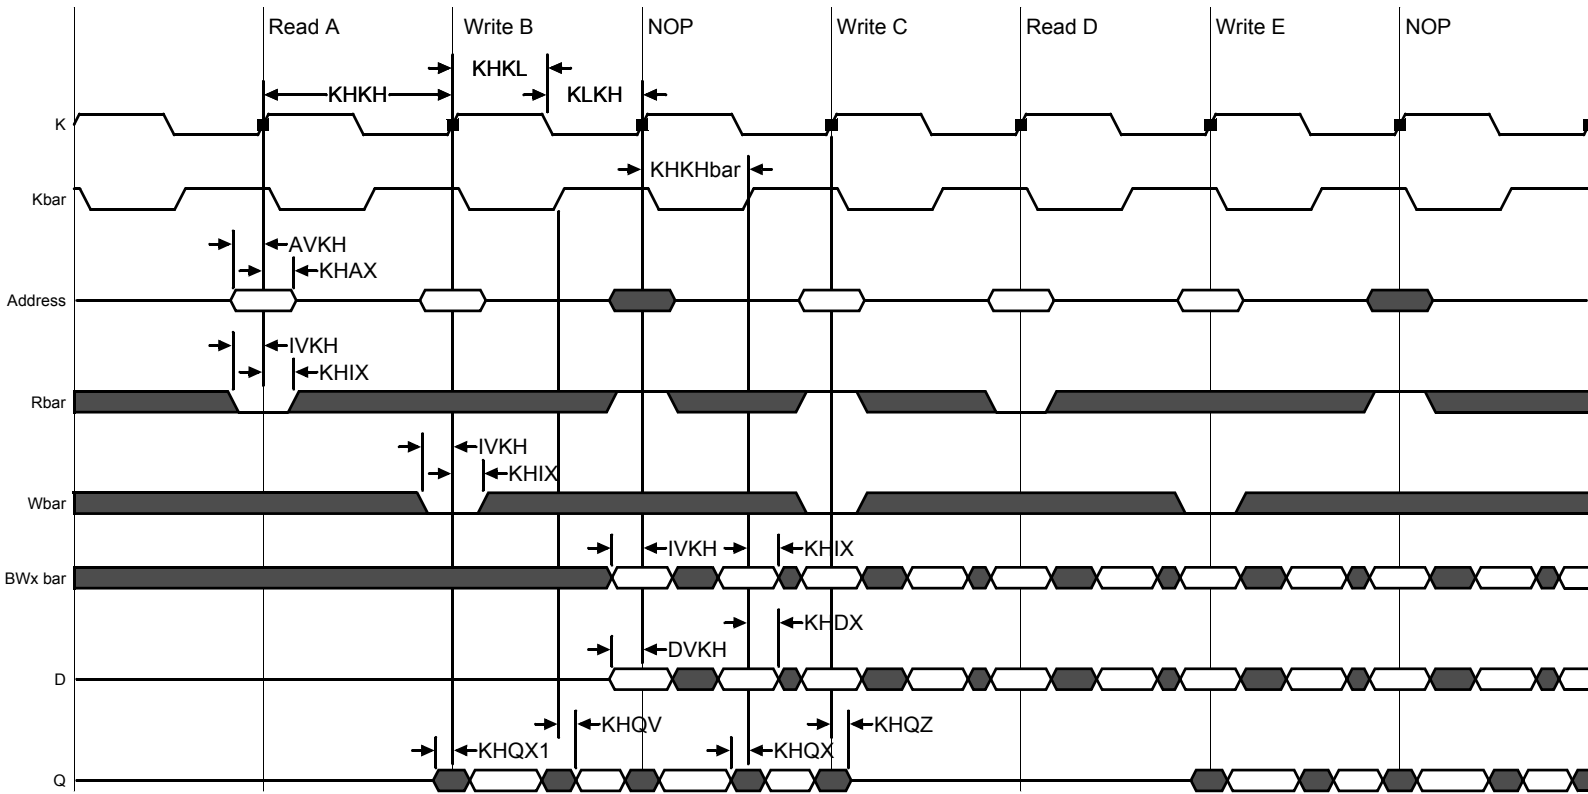 Read A Write B NOP Write C Read D Write E NOP
KHKL
KHKH KLKH
K
KHKHbar
Kbar
AVKH
KHAX
Address
IVKH
KHIX
Rbar
IVKH
KHIX
Wbar
IVKH KHIX
BWx bar
KHDX
DVKH
D
KHQV KHQZ
KHQX1 KHQX
Q